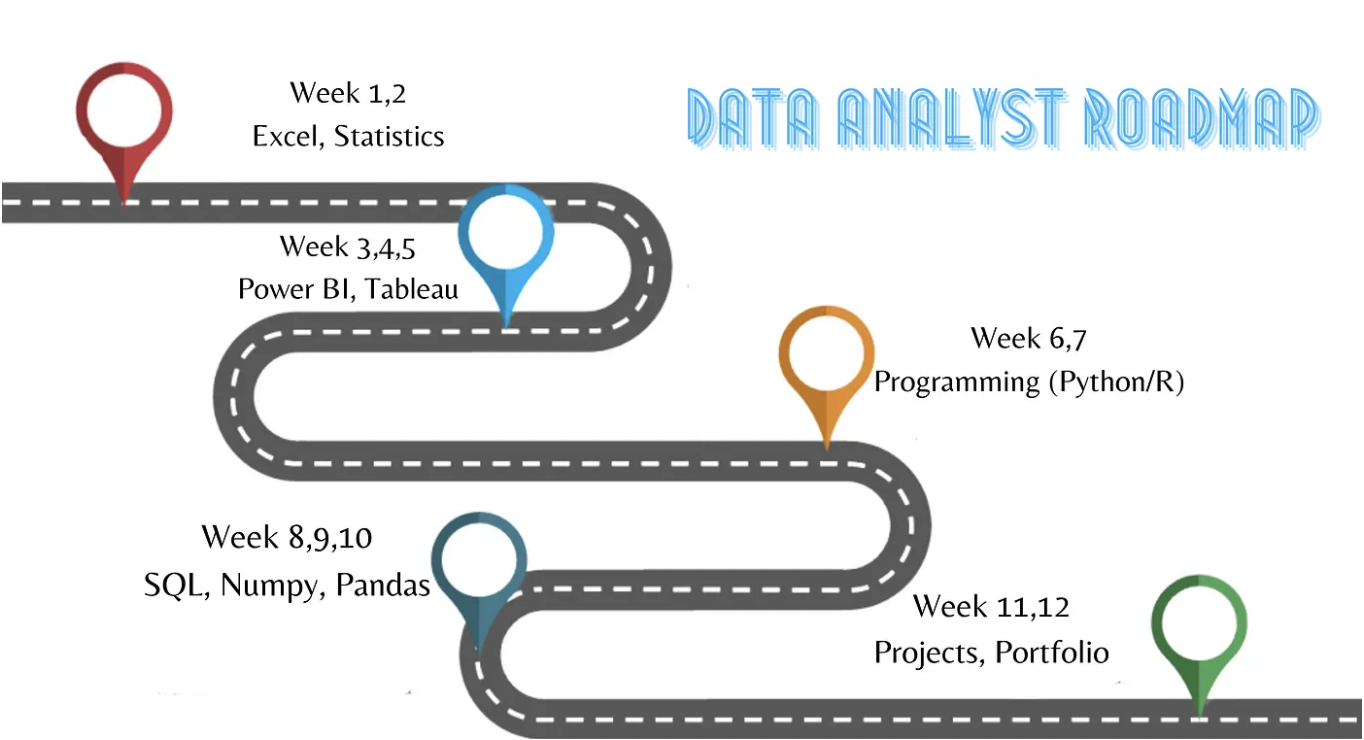 DATA ANALYST ROADMAP
Week 1,2
Excel, Statistics
Week 3,4,5
Power BI, Tableau
Week 6,7
Programming (Python/R)
Week 8,9,10
SQL, Numpy, Pandas
Week 11,12
Projects, Portfolio